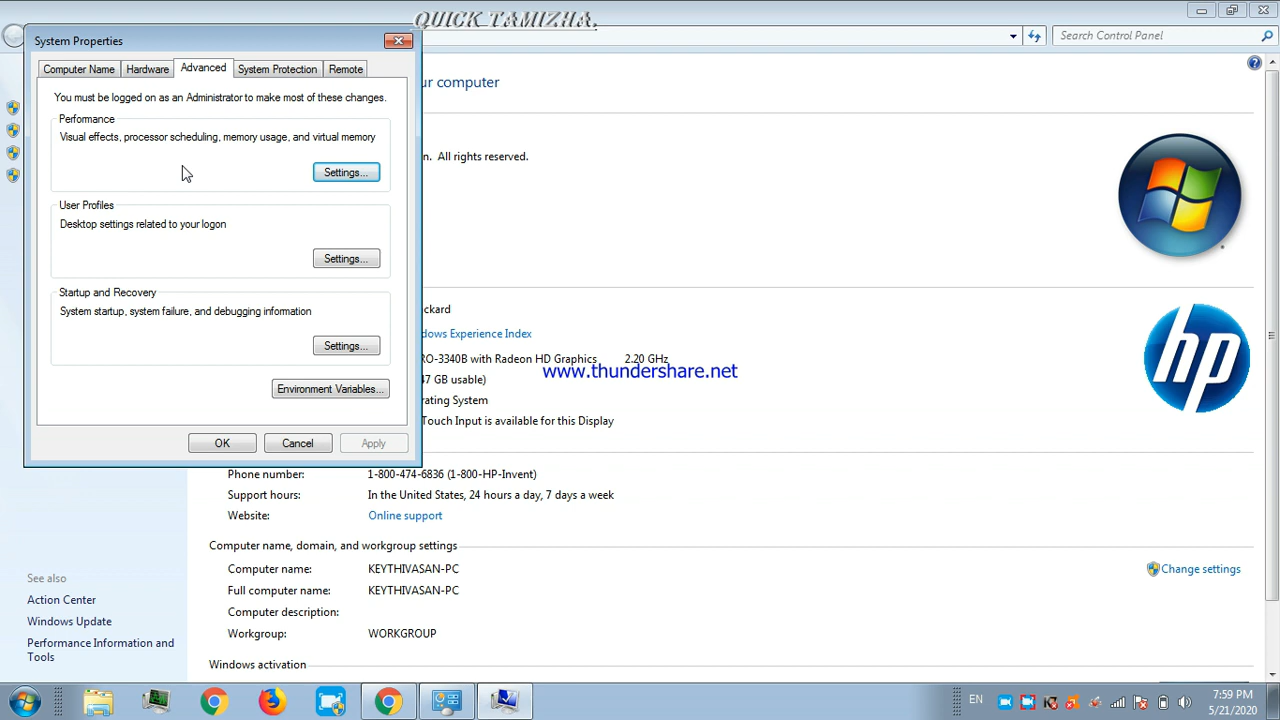 QUICK TAMIZHA.
System Properties
Search Control Panel
Computer Name
Hardware
Advanced
System Protection
Remote
ur computer
You must be logged on as an Administrator to make most of these changes.
Performance
Visual effects, processor scheduling, memory usage, and virtual memory
n. All rights reserved.
Settings...
User Profiles
Desktop settings related to your logon
Settings...
Startup and Recovery
System startup, system failure, and debugging information
ckard
dows Experience Index
Settings...
RO-3340B with Radeon HD Graphics 2.20 GHz
www.thundershare.net
47 GB usable)
Environment Variables...
rating System
Touch Input is available for this Display
hp
OK
Cancel
Apply
Phone number: 1-800-474-6836 (1-800-HP-Invent)
Support hours: In the United States, 24 hours a day, 7 days a week
Website: Online support
Computer name, domain, and workgroup settings
Computer name: KEYTHIVASAN-PC
Change settings
Full computer name: KEYTHIVASAN-PC
Computer description:
Workgroup: WORKGROUP
Windows activation
See also
Action Center
Windows Update
Performance Information and
Tools
EN
7:59 PM
5/21/2020